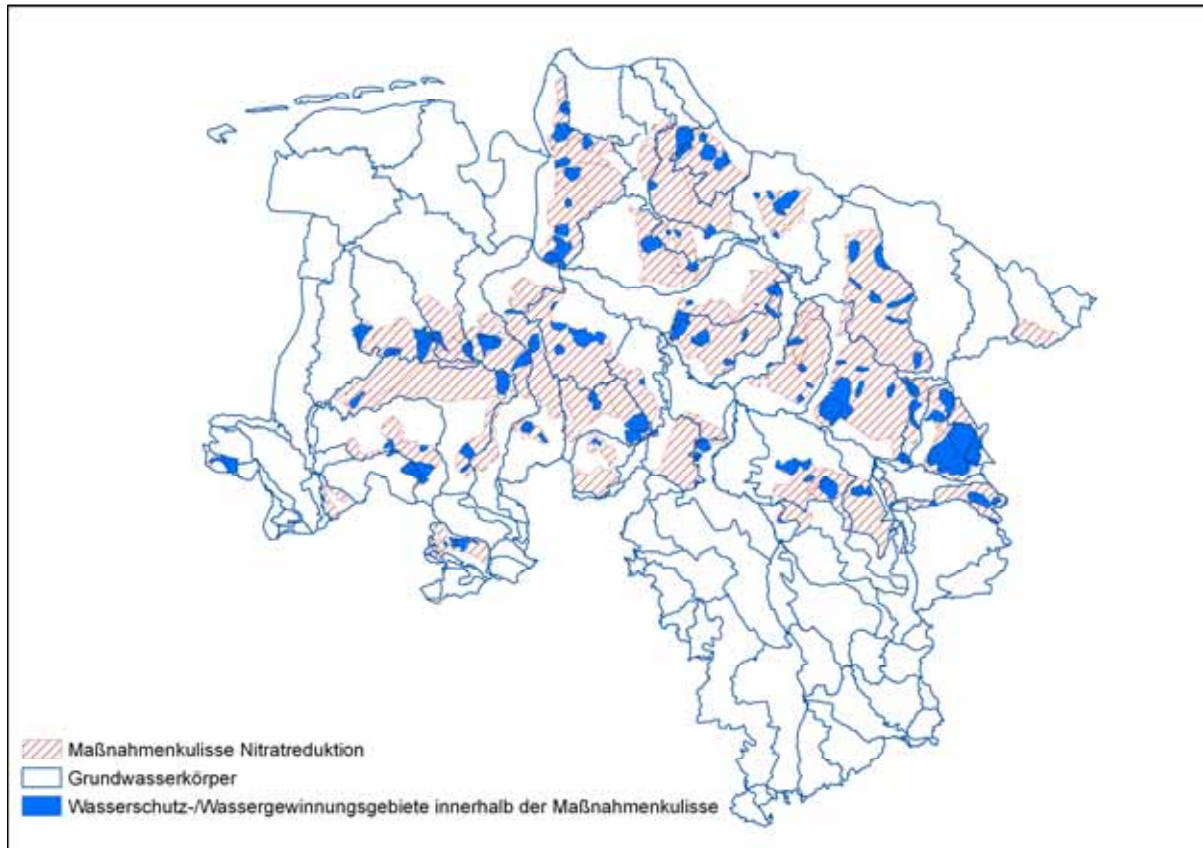 Maßnahmenkulisse Nitratreduktion
Grundwasserkörper
Wasserschutz-/Wassergewinnungsgebiete innerhalb der Maßnahmenkulisse